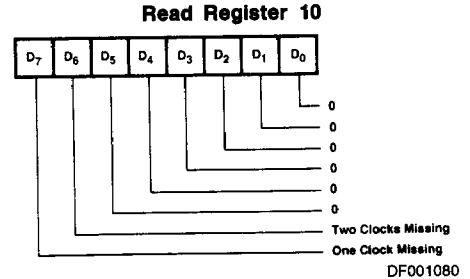 Read Register 10
D7 D6 D5 D4 D3 D2 D1 D0
0
0
0
0
0
0
Two Clocks Missing
One Clock Missing
DF001080